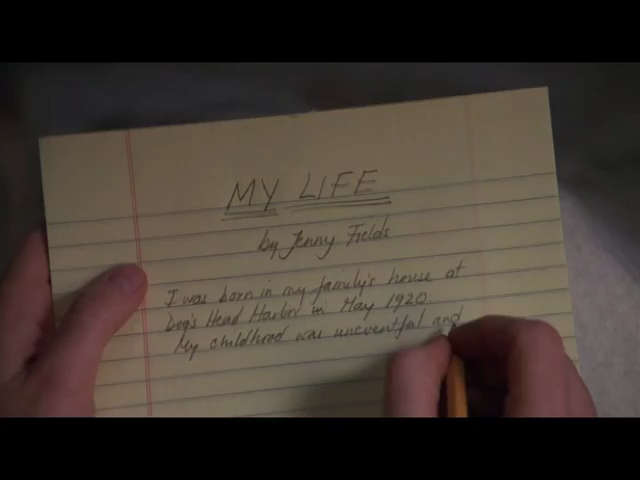 MY LIFE
by Jenny Fields
I was born in my family's house at
Dog's Head Harbor in May 1920.
My childhood was uneventful and